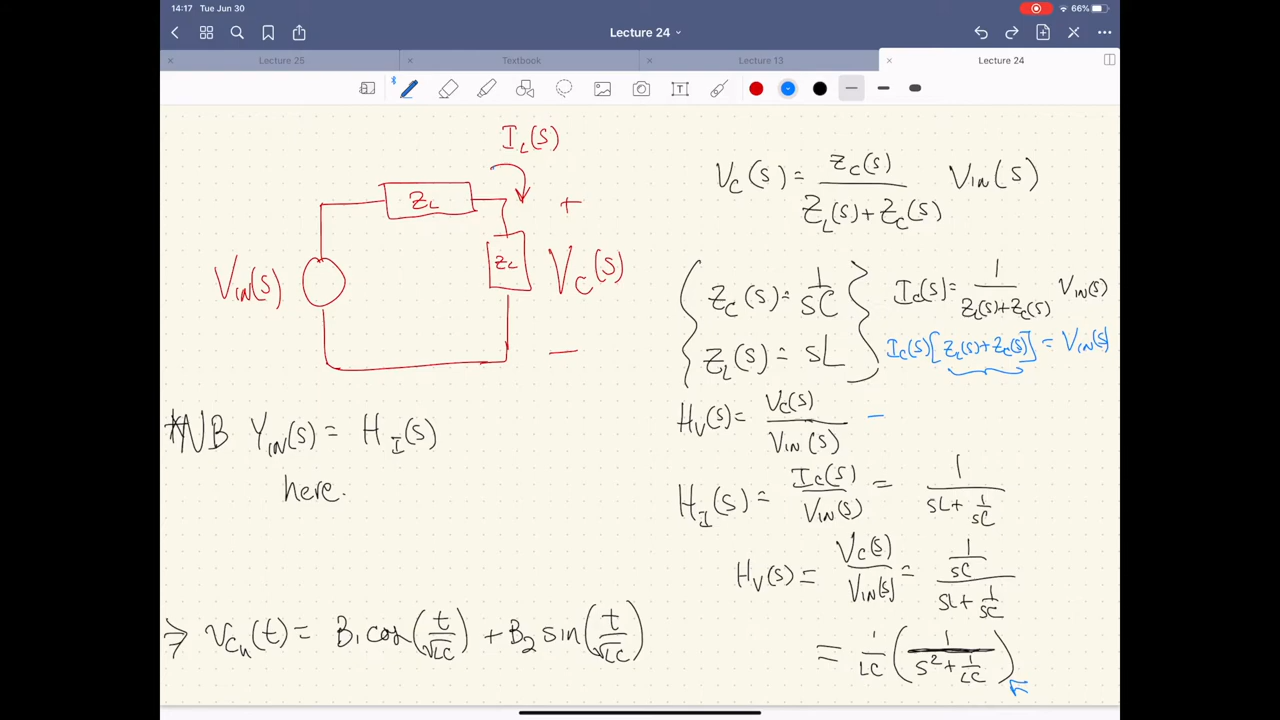 14:17 Tue Jun 30
66%
Lecture 24
Lecture 25
Textbook
Lecture 13
Lecture 24
I_L(s)
Z_L
+
V_IN(s)
Z_C
V_C(s)
—
*NB Y_IN(s) = H_I(s)
here.
⇒ v_Cn(t) = B₁cos(t/√LC) + B₂ sin(t/√LC)
V_C(s) = Z_C(s)/(Z_L(s)+Z_C(s)) V_IN(s)
{ Z_C(s) = 1/sC
Z_L(s) = sL }
I_C(s) = 1/(Z_L(s)+Z_C(s)) V_IN(s)
I_C(s)[Z_L(s)+Z_C(s)] = V_IN(s)
H_V(s) = V_C(s)/V_IN(s) –
H_I(s) = I_C(s)/V_IN(s) = 1/(sL + 1/sC)
H_V(s) = V_C(s)/V_IN(s) = (1/sC)/(sL + 1/sC)
= 1/LC (1/(s² + 1/LC))